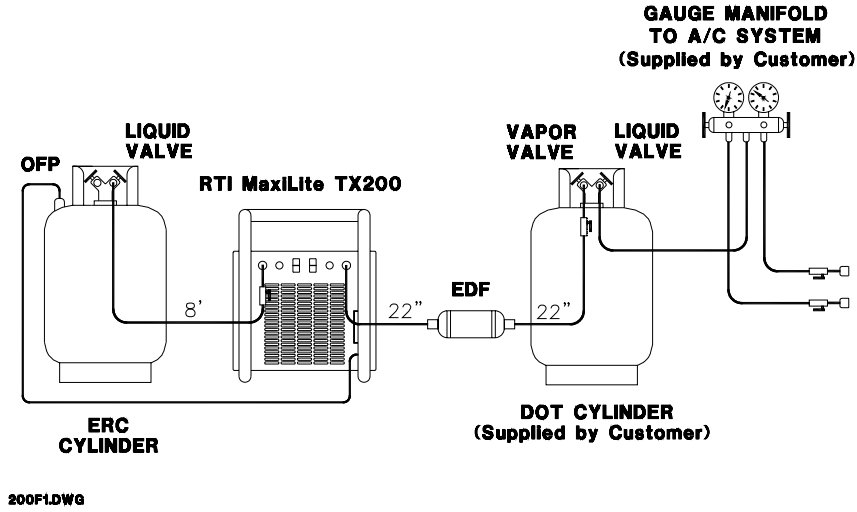 GAUGE MANIFOLD
TO A/C SYSTEM
(Supplied by Customer)
LIQUID
VALVE
VAPOR
VALVE
LIQUID
VALVE
OFP
RTI MaxiLite TX200
8'
22"
EDF
22"
ERC
CYLINDER
DOT CYLINDER
(Supplied by Customer)
200F1.DWG